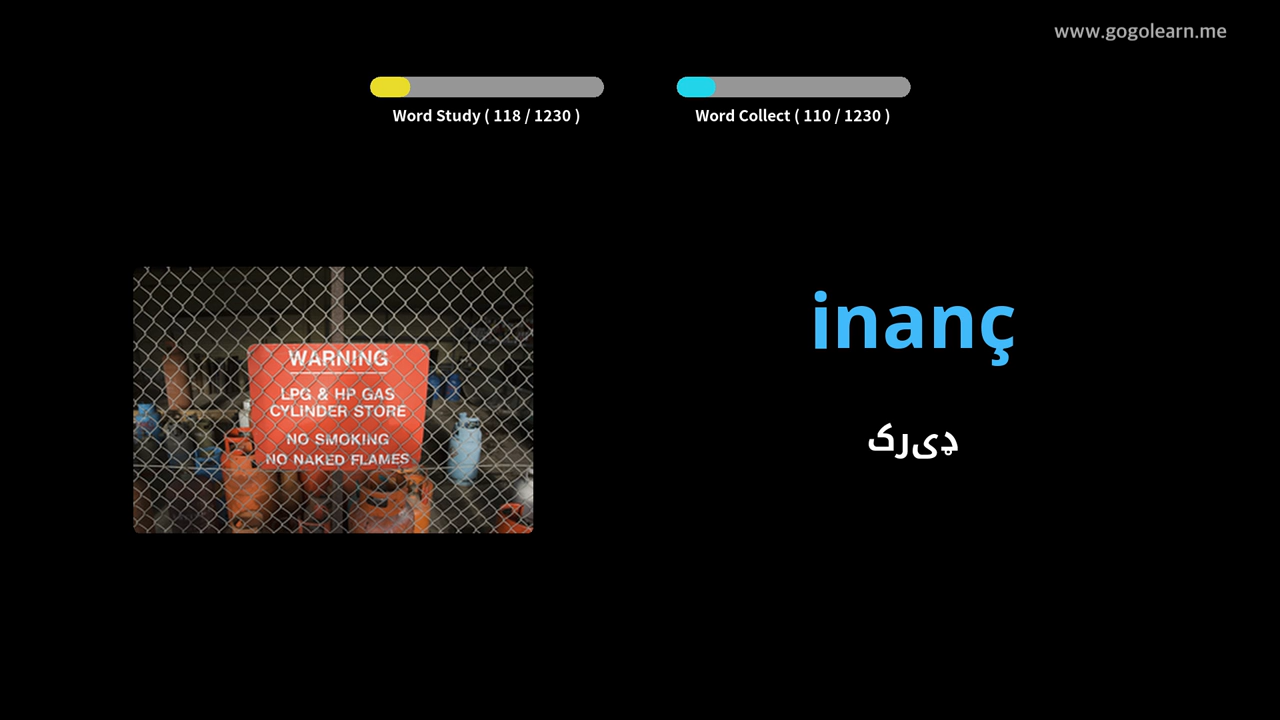 www.gogolearn.me
Word Study ( 118 / 1230 )
Word Collect ( 110 / 1230 )
WARNING
LPG & HP GAS
CYLINDER STORE
NO SMOKING
NO NAKED FLAMES
inanç
ډیرک